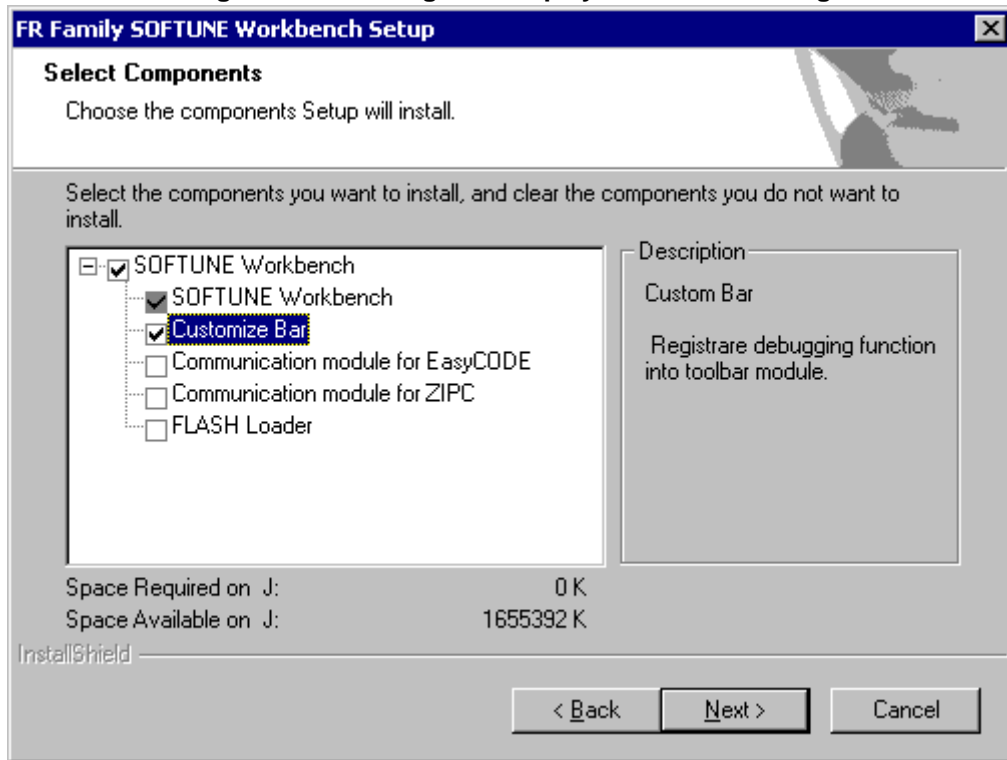 FR Family SOFTUNE Workbench Setup
Select Components
Choose the components Setup will install.
Select the components you want to install, and clear the components you do not want to
install.
SOFTUNE Workbench
SOFTUNE Workbench
Customize Bar
Communication module for EasyCODE
Communication module for ZIPC
FLASH Loader
Description
Custom Bar
Registrare debugging function
into toolbar module.
Space Required on J: 0 K
Space Available on J: 1655392 K
InstallShield
< Back Next > Cancel